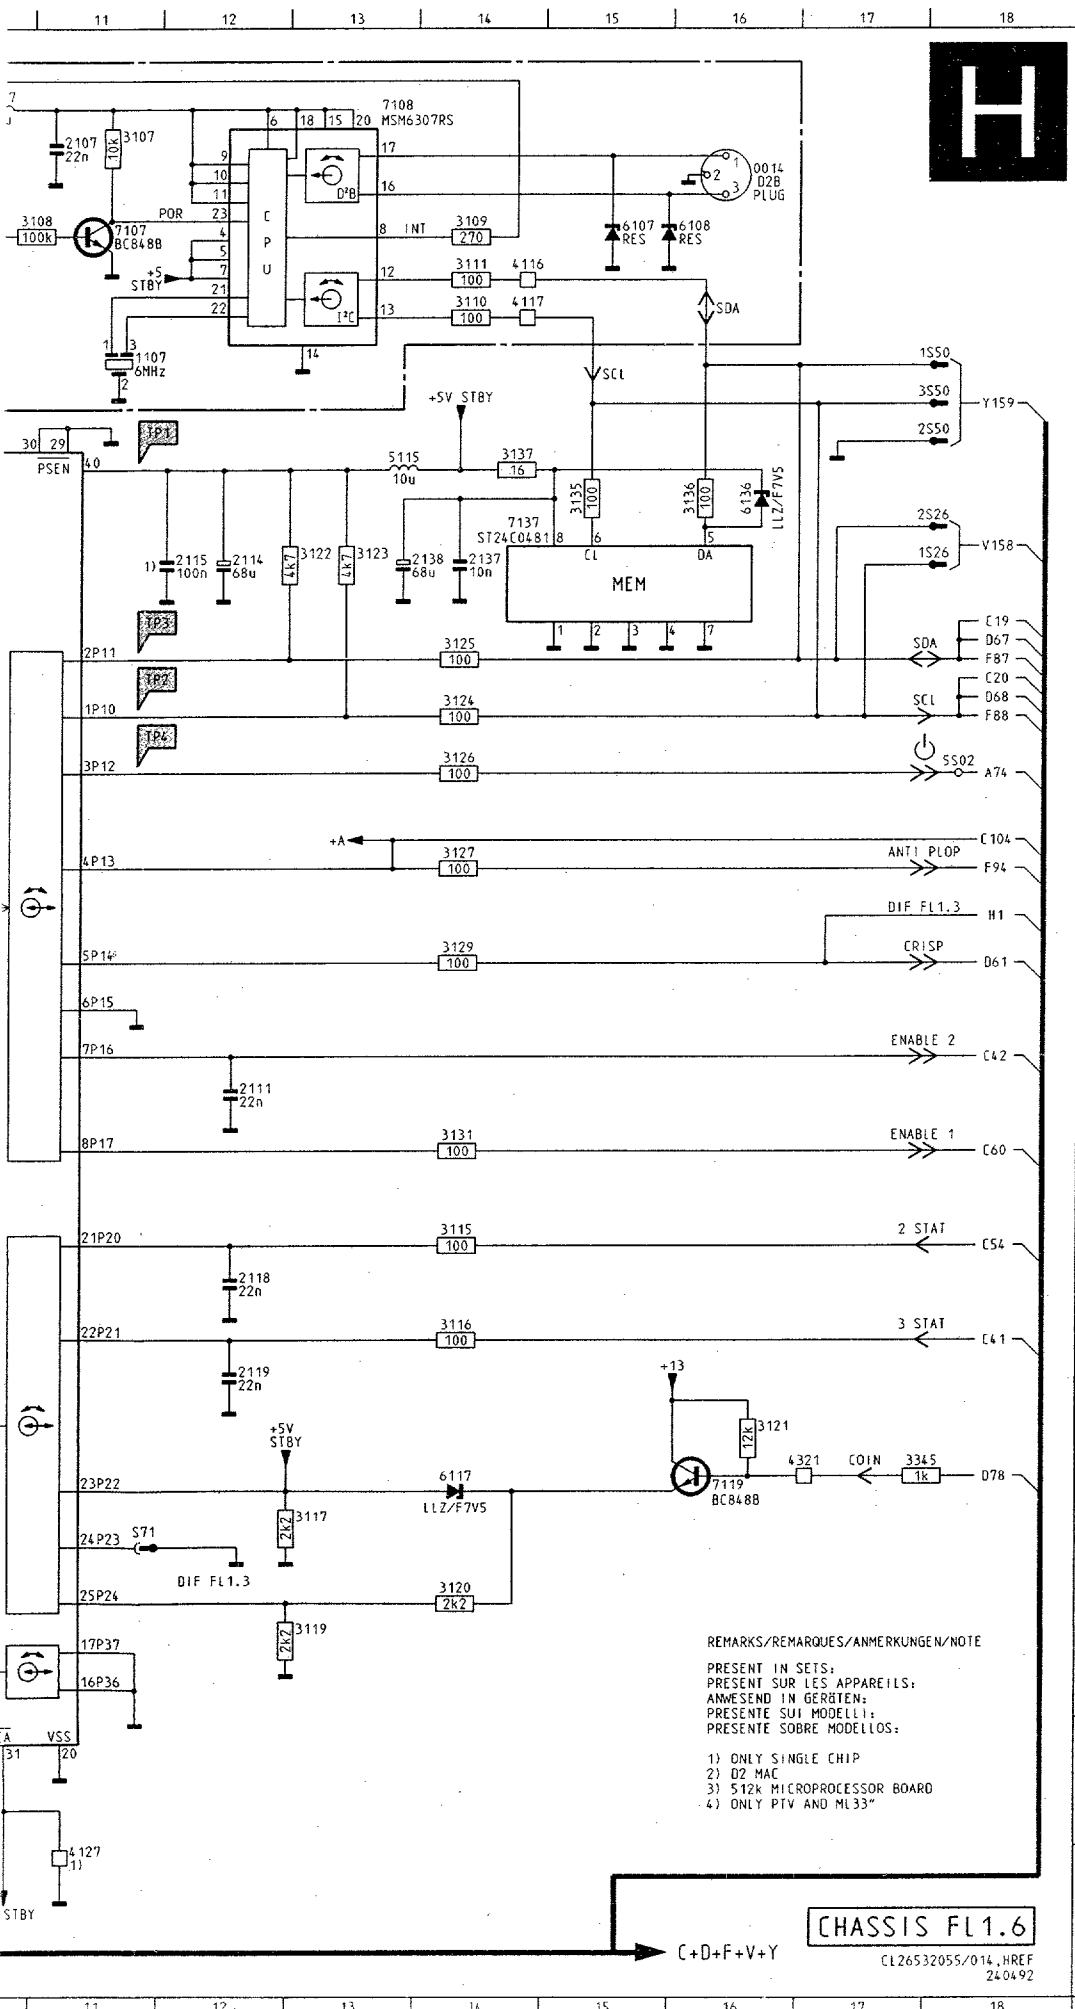 11 12 13 14 15 16 17 18
H
7
7108
MSM6307RS
6 18 15 20
2107
22n
3107
10k
9
10
11
23
4
5
7
21
22
C
P
U
D²B
I²C
17
16
8 INT
12
13
14
1
2
3
0014
D2B
PLUG
3108
100k
7107
BC848B
POR
+5
STBY
3109
270
6107
RES
6108
RES
3111
100
4116
3110
100
4117
SDA
1 3
1107
6MHz
2
SCL
1S50
3S50
2S50
Y159
+5V STBY
30 29
PSEN
40
TP1
5115
10u
3137
16
3135
100
3136
100
6136
LLZ/F7V5
7137
ST24C0481
8 6 5
CL DA
MEM
1 2 3 4 7
2S26
1S26
V158
1)
2115
100n
2114
68u
3122
4k7
3123
4k7
2138
68u
2137
10n
TP3
2P11
3125
100
SDA
C19
D67
F87
TP2
1P10
3124
100
SCL
C20
D68
F88
TP4
3P12
3126
100
5S02
A74
+A
C104
4P13
3127
100
ANTI PLOP
F94
DIF FL1.3
H1
5P14
3129
100
CRISP
D61
6P15
7P16
ENABLE 2
C42
2111
22n
8P17
3131
100
ENABLE 1
C60
21P20
3115
100
2 STAT
C54
2118
22n
22P21
3116
100
3 STAT
C41
2119
22n
+13
3121
12k
+5V
STBY
7119
BC848B
4321
COIN
3345
1k
D78
23P22
6117
LLZ/F7V5
3117
2k2
24P23
S71
DIF FL1.3
25P24
3120
2k2
3119
2k2
17P37
16P36
REMARKS/REMARQUES/ANMERKUNGEN/NOTE
PRESENT IN SETS:
PRESENT SUR LES APPAREILS:
ANWESEND IN GERÄTEN:
PRESENTE SUI MODELLI:
PRESENTE SOBRE MODELLOS:
1) ONLY SINGLE CHIP
2) D2 MAC
3) 512k MICROPROCESSOR BOARD
4) ONLY PTV AND ML33"
A VSS
31 20
4127
1)
STBY
CHASSIS FL1.6
C+D+F+V+Y
CL26532055/014.HREF
240492
11 12 13 14 15 16 17 18